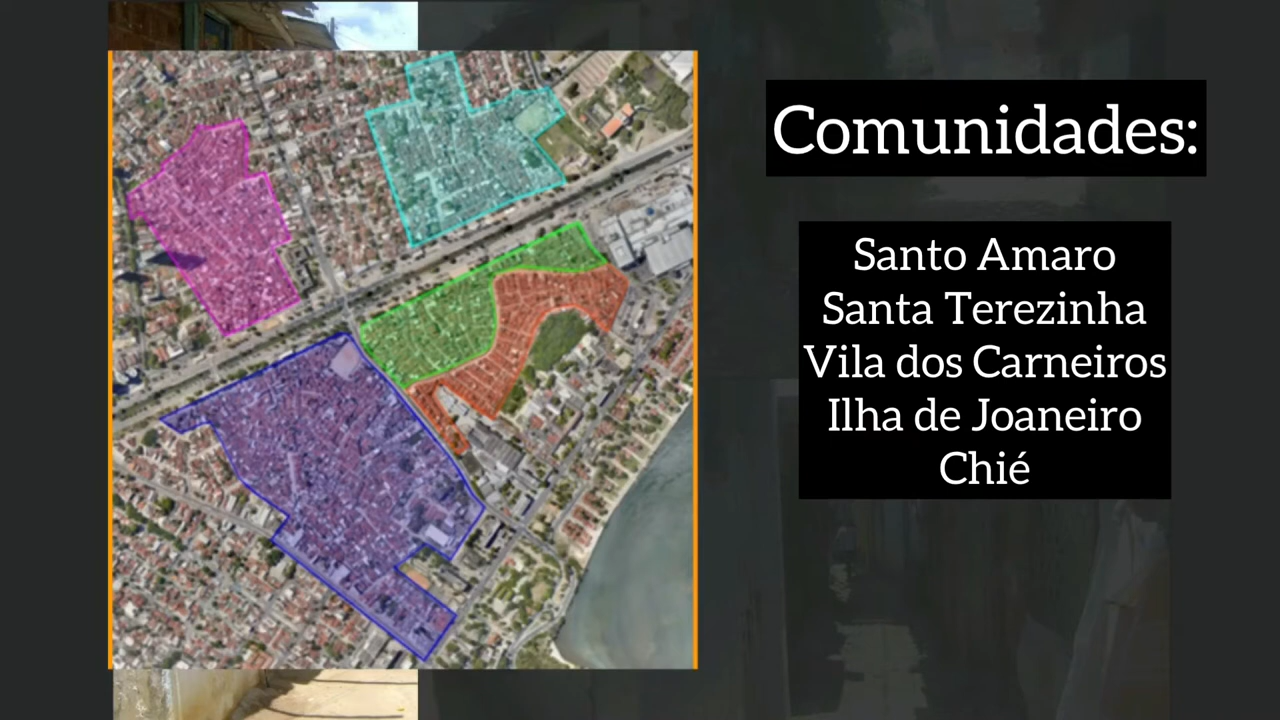 Comunidades:
Santo Amaro
Santa Terezinha
Vila dos Carneiros
Ilha de Joaneiro
Chié